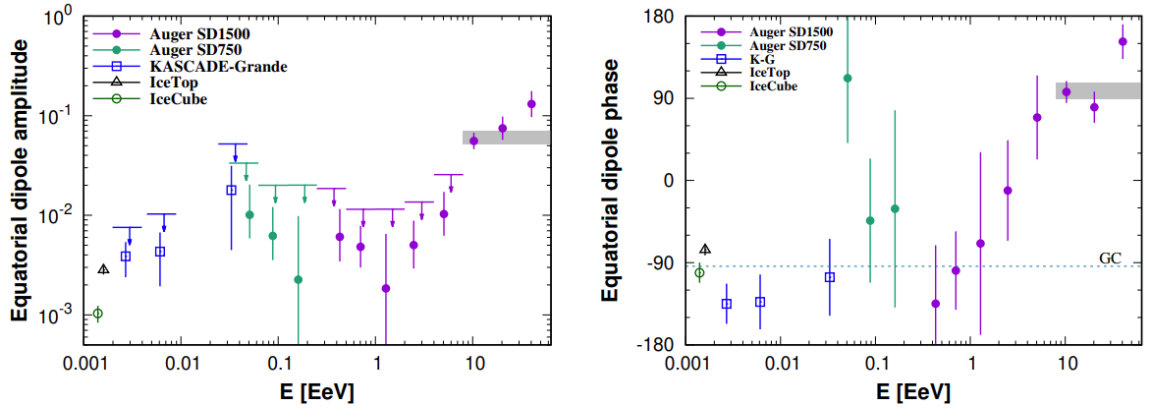 Equatorial dipole amplitude
10⁰
10⁻¹
10⁻²
10⁻³
Auger SD1500
Auger SD750
KASCADE-Grande
IceTop
IceCube
0.001 0.01 0.1 1 10
E [EeV]
Equatorial dipole phase
180
90
0
-90
-180
Auger SD1500
Auger SD750
K-G
IceTop
IceCube
GC
0.001 0.01 0.1 1 10
E [EeV]